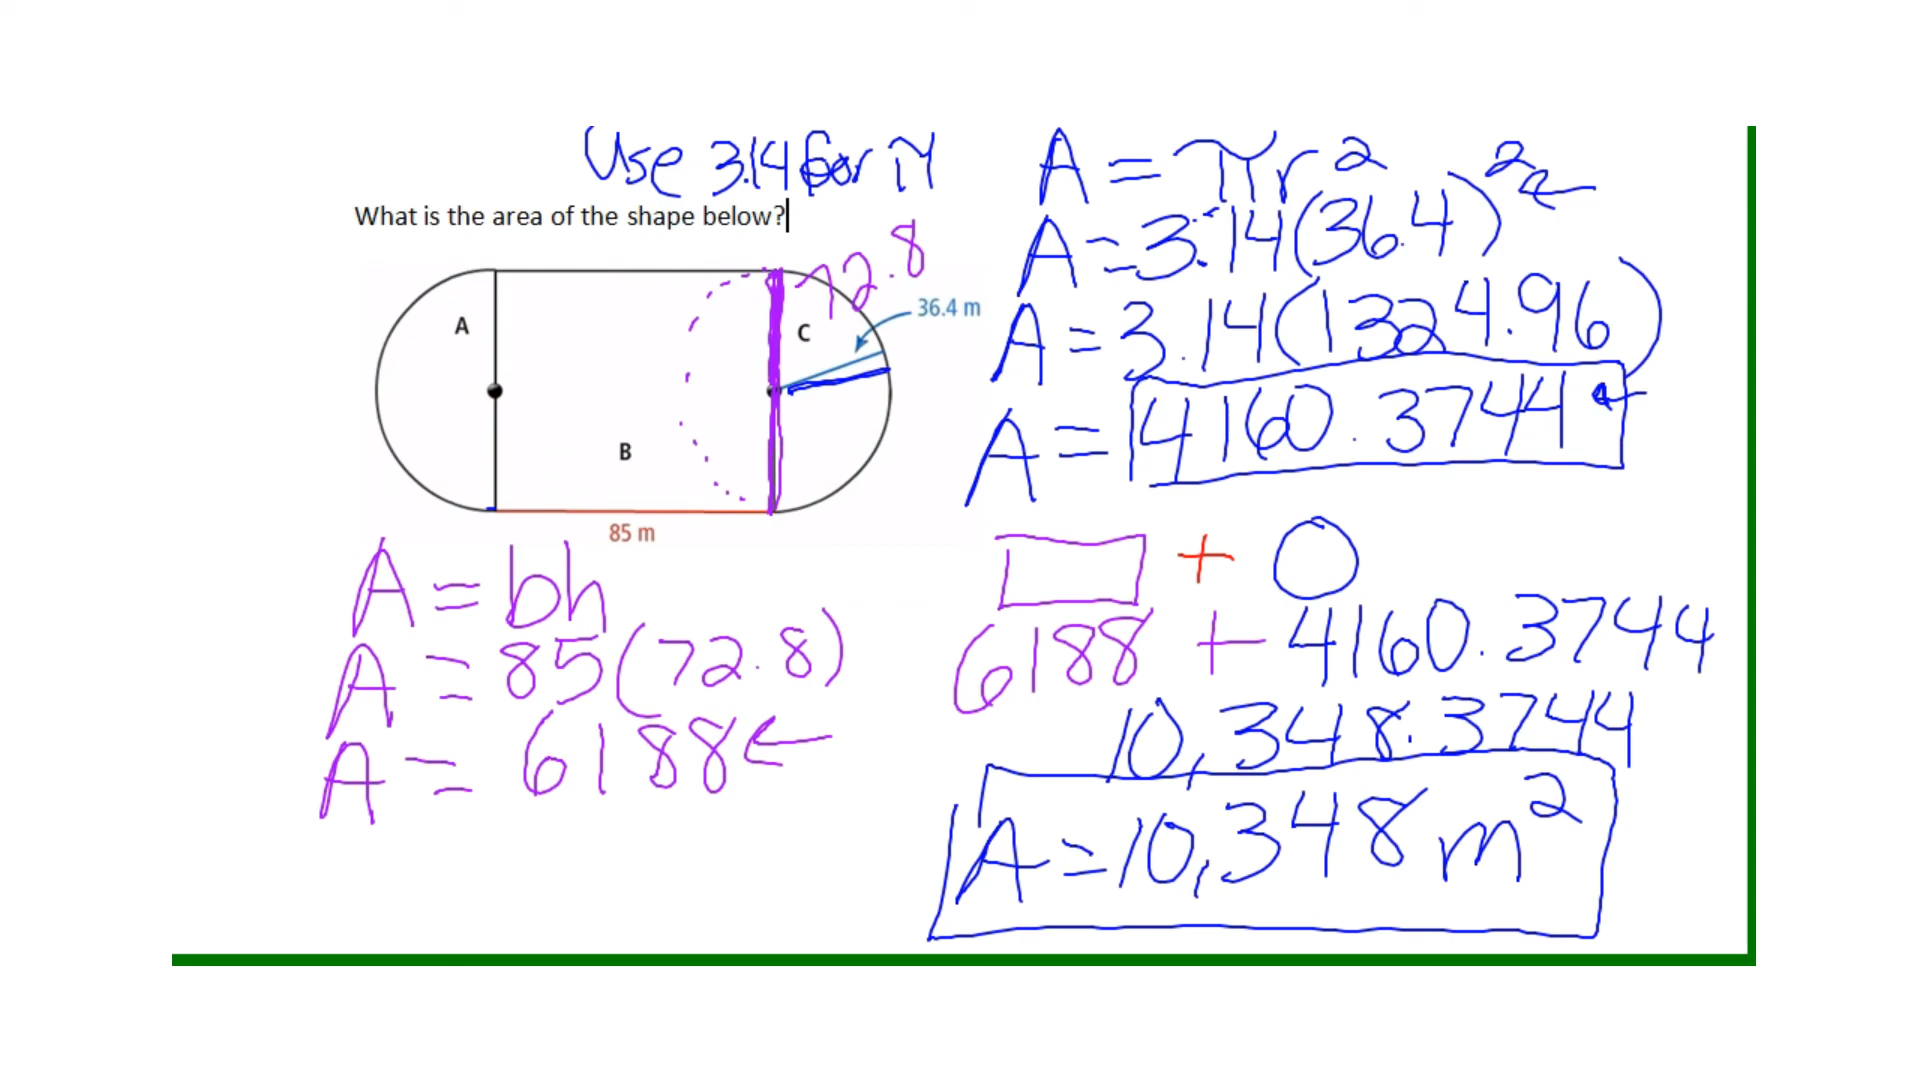 Use 3.14 for π
What is the area of the shape below?
72.8
36.4 m
A
C
B
85 m
A = bh
A = 85(72.8)
A = 6188
A = πr²
A = 3.14(36.4)²
A = 3.14(1324.96)
A = 4160.3744
+
6188 + 4160.3744
10,348.3744
A = 10,348 m²